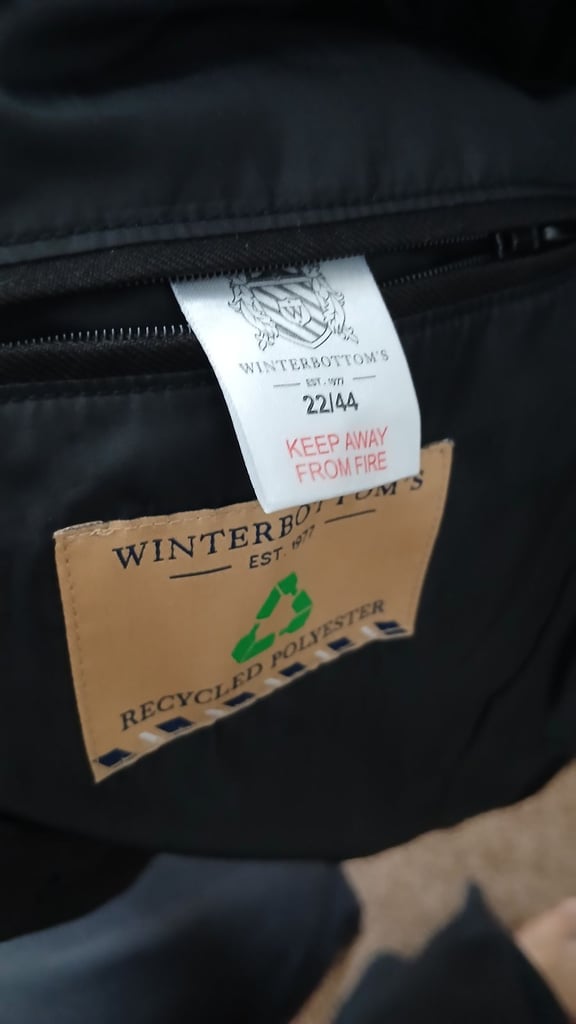 W
WINTERBOTTOM'S
EST. 1977
22/44
KEEP AWAY
FROM FIRE
WINTERBOTTOM'S
EST. 1977
RECYCLED POLYESTER